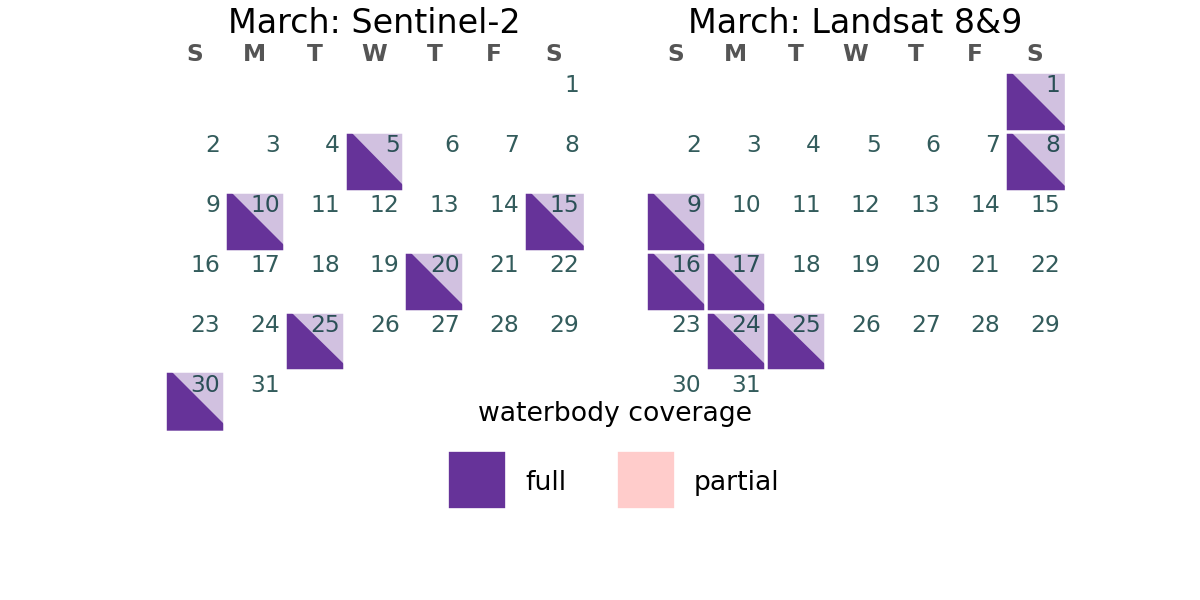 March: Sentinel-2
S M T W T F S
1
2 3 4 5 6 7 8
9 10 11 12 13 14 15
16 17 18 19 20 21 22
23 24 25 26 27 28 29
30 31
March: Landsat 8&9
S M T W T F S
1
2 3 4 5 6 7 8
9 10 11 12 13 14 15
16 17 18 19 20 21 22
23 24 25 26 27 28 29
30 31
waterbody coverage
full partial